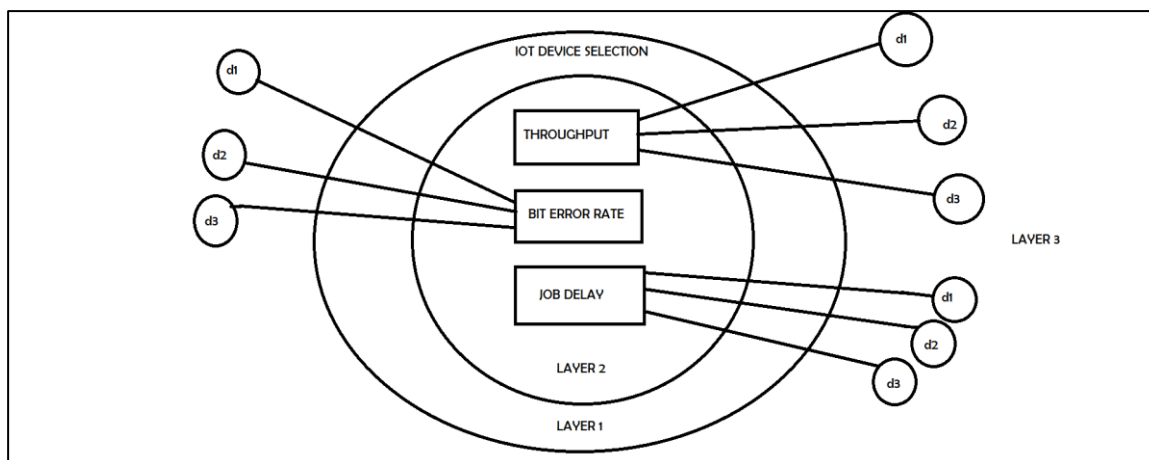 IOT DEVICE SELECTION
d1
d1
THROUGHPUT
d2
d2
d3
d3
BIT ERROR RATE
LAYER 3
JOB DELAY
d1
d2
LAYER 2
d3
LAYER 1